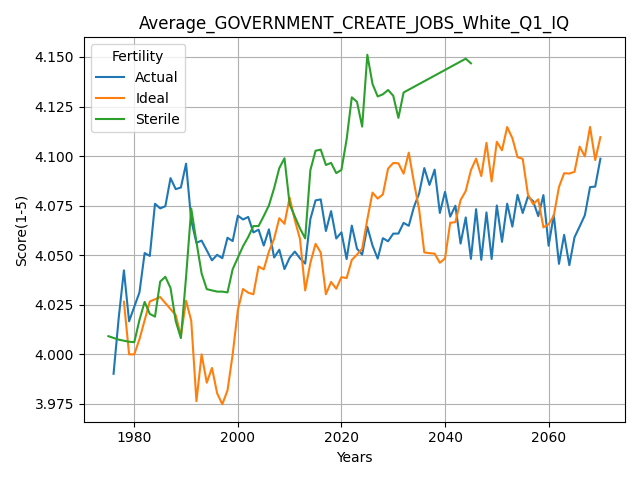 Average_GOVERNMENT_CREATE_JOBS_White_Q1_IQ
Fertility
Actual
Ideal
Sterile
Score(1-5)
4.150
4.125
4.100
4.075
4.050
4.025
4.000
3.975
1980 2000 2020 2040 2060
Years